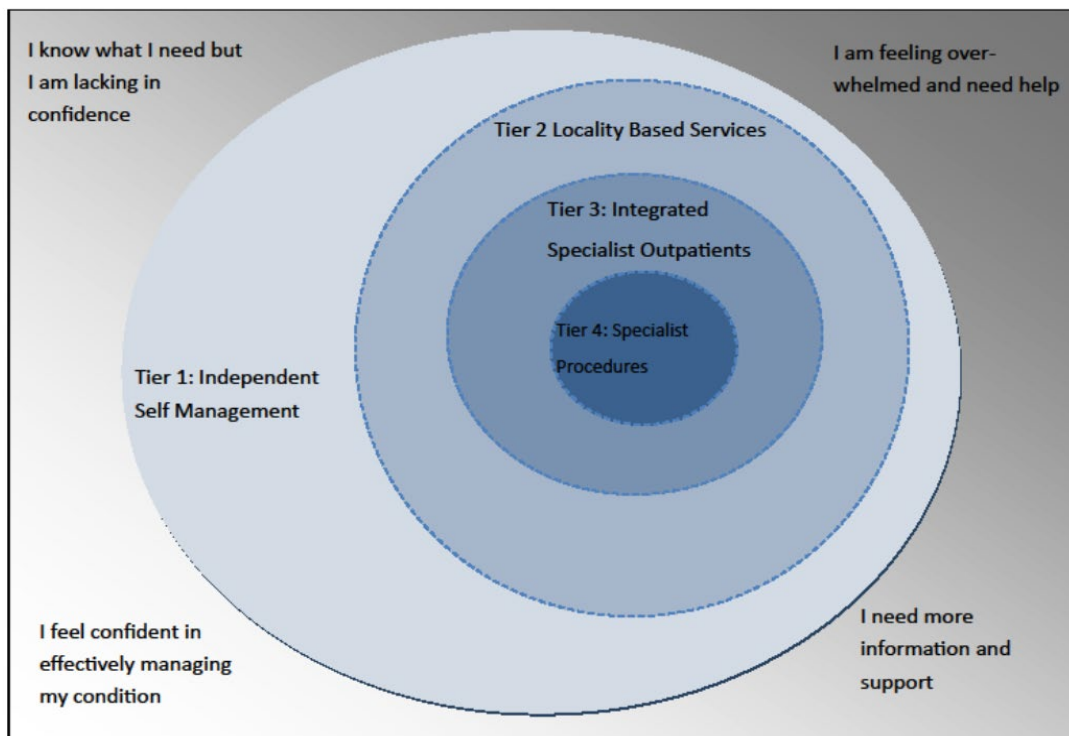 I know what I need but
I am lacking in
confidence
I am feeling over-
whelmed and need help
Tier 2 Locality Based Services
Tier 3: Integrated
Specialist Outpatients
Tier 4: Specialist
Procedures
Tier 1: Independent
Self Management
I feel confident in
effectively managing
my condition
I need more
information and
support